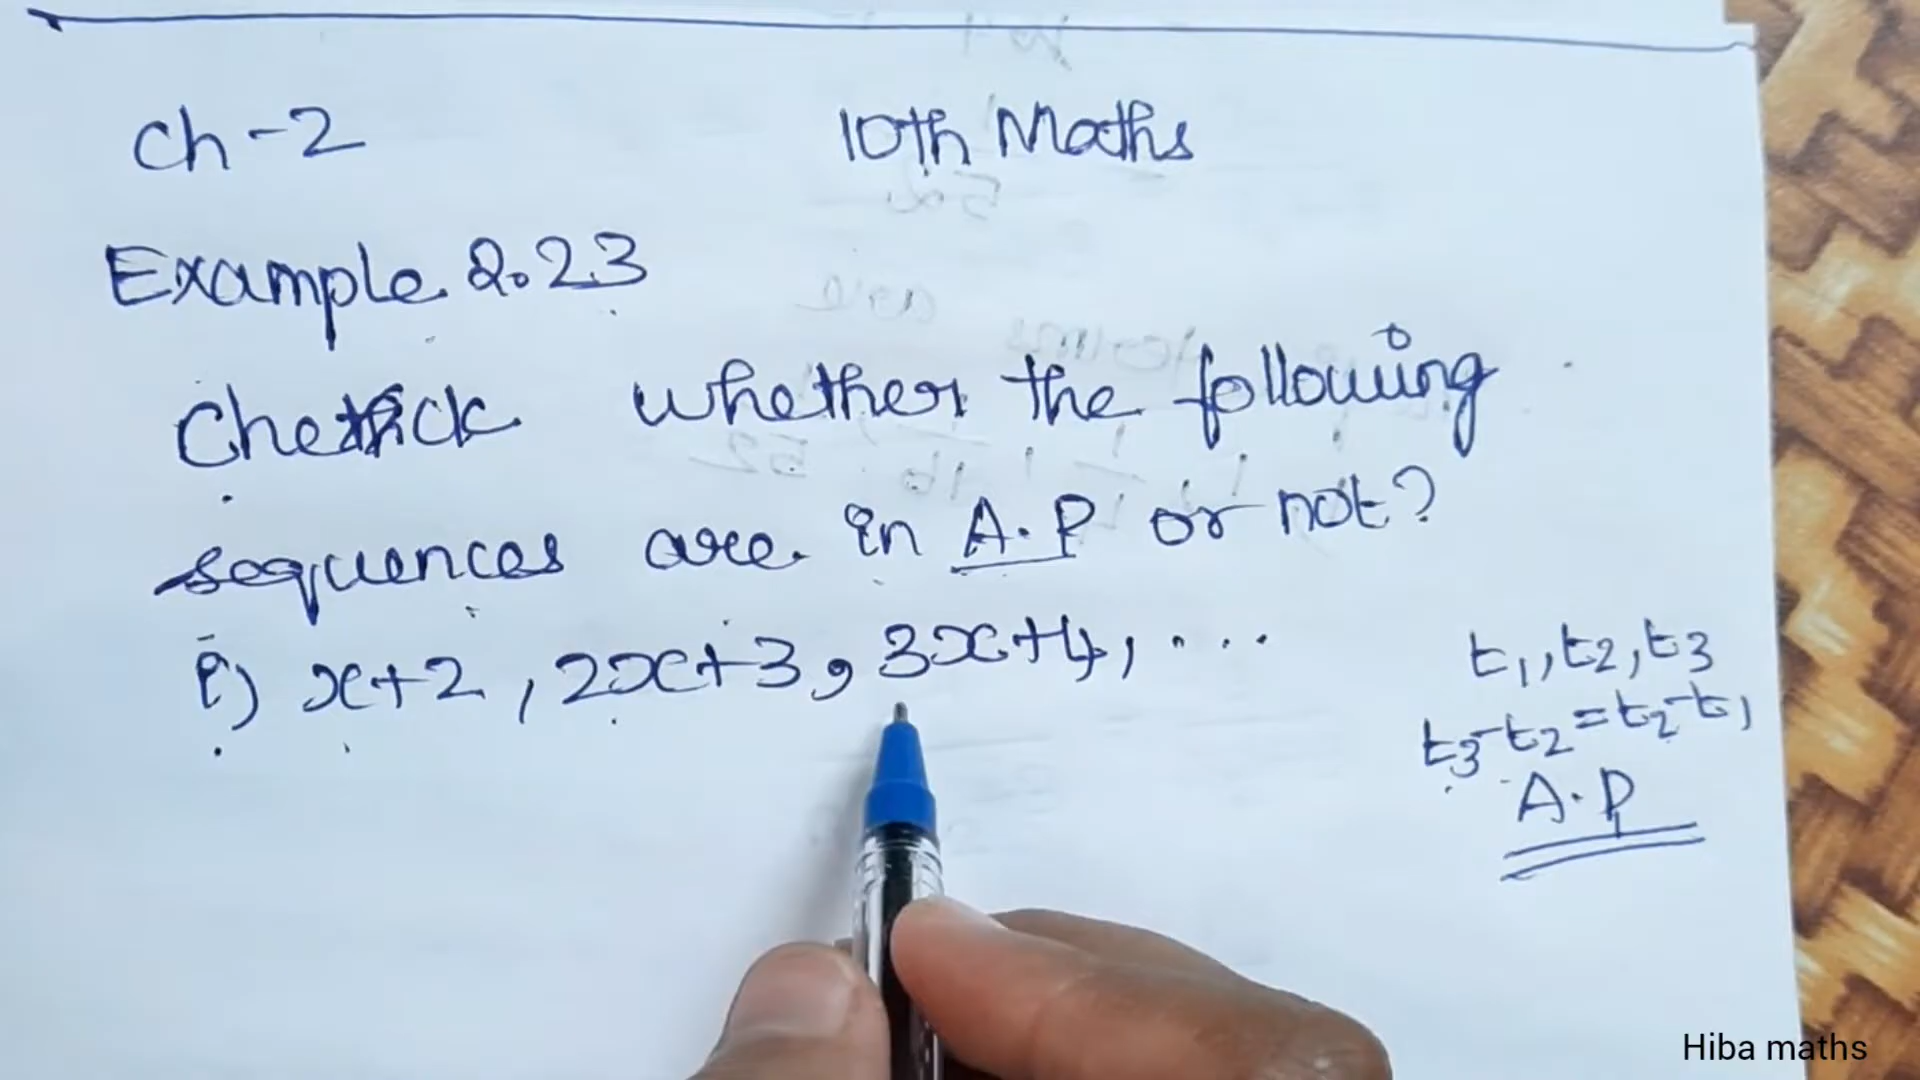 Ch-2 10th Maths
Example 2.23
Check whether the following
sequences are in A.P or not?
i) x+2, 2x+3, 3x+4, ...
t1, t2, t3
t3-t2 = t2-t1
A.P
Hiba maths